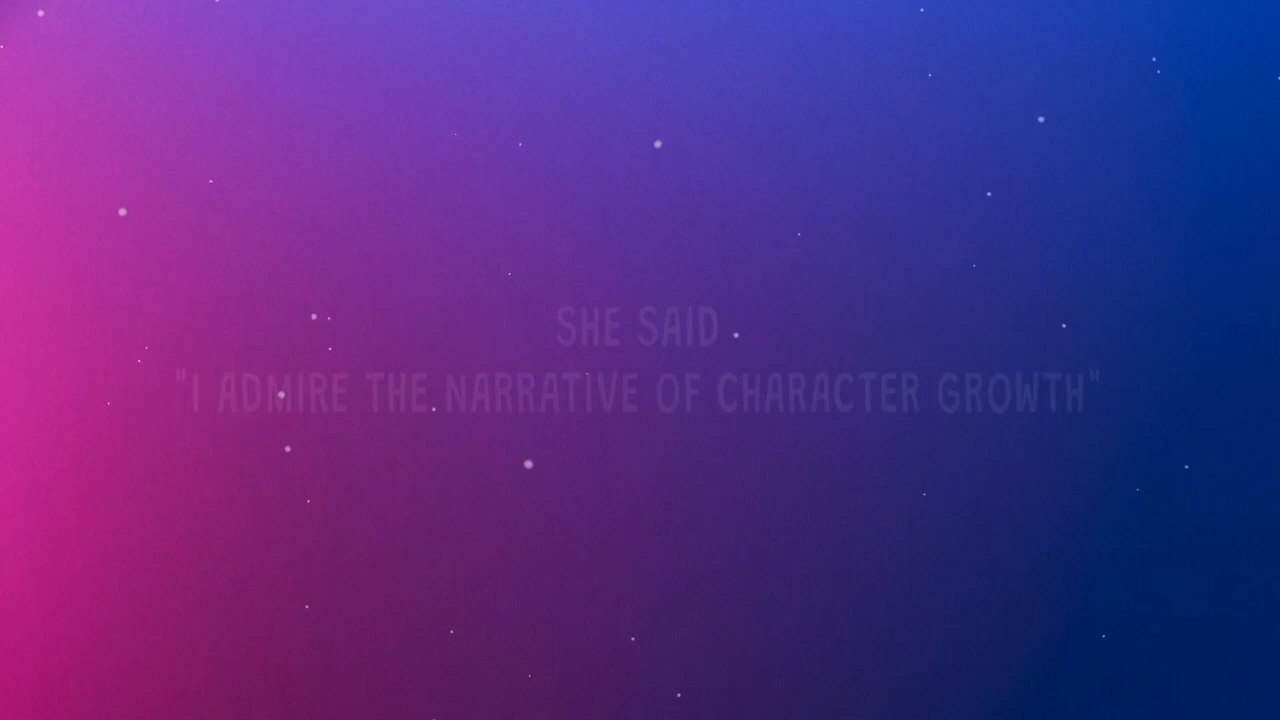 SHE SAID
"I ADMIRE THE NARRATIVE OF CHARACTER GROWTH"